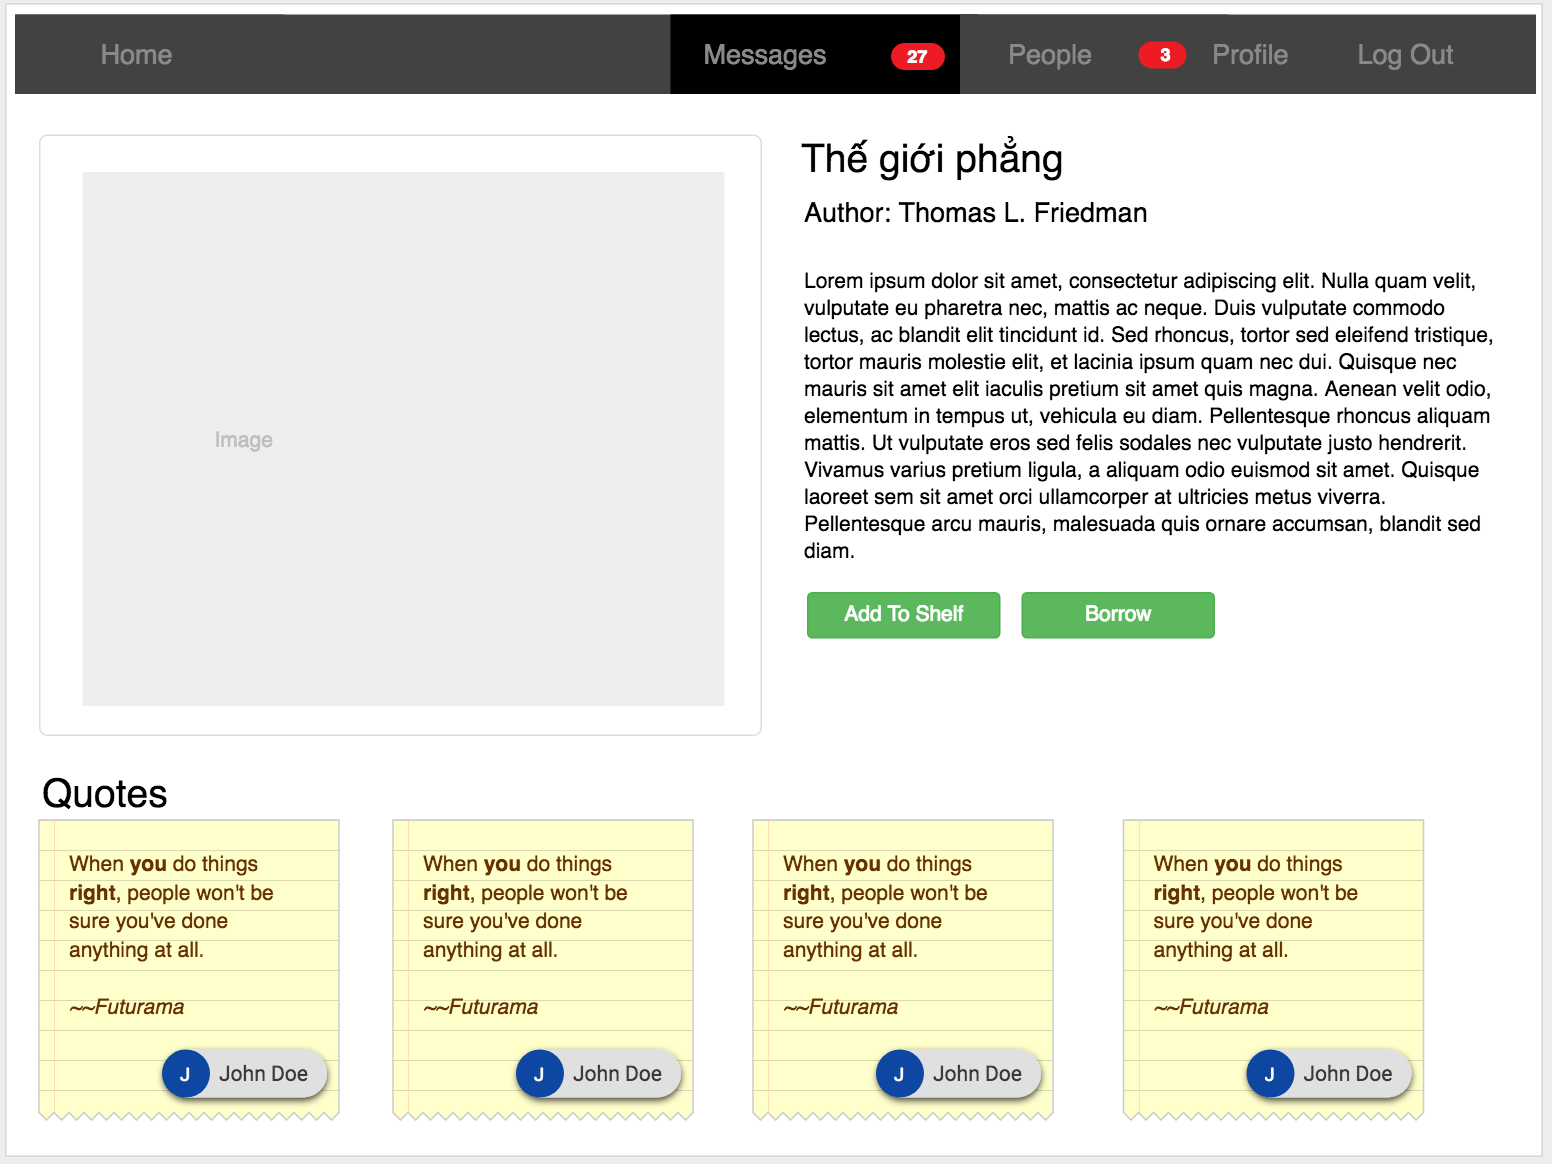 Home Messages 27 People 3 Profile Log Out
Thế giới phẳng
Author: Thomas L. Friedman
Lorem ipsum dolor sit amet, consectetur adipiscing elit. Nulla quam velit,
vulputate eu pharetra nec, mattis ac neque. Duis vulputate commodo
lectus, ac blandit elit tincidunt id. Sed rhoncus, tortor sed eleifend tristique,
tortor mauris molestie elit, et lacinia ipsum quam nec dui. Quisque nec
mauris sit amet elit iaculis pretium sit amet quis magna. Aenean velit odio,
elementum in tempus ut, vehicula eu diam. Pellentesque rhoncus aliquam
mattis. Ut vulputate eros sed felis sodales nec vulputate justo hendrerit.
Vivamus varius pretium ligula, a aliquam odio euismod sit amet. Quisque
laoreet sem sit amet orci ullamcorper at ultricies metus viverra.
Pellentesque arcu mauris, malesuada quis ornare accumsan, blandit sed
diam.
Image
Add To Shelf Borrow
Quotes
When you do things
right, people won't be
sure you've done
anything at all.
~~Futurama
J John Doe
When you do things
right, people won't be
sure you've done
anything at all.
~~Futurama
J John Doe
When you do things
right, people won't be
sure you've done
anything at all.
~~Futurama
J John Doe
When you do things
right, people won't be
sure you've done
anything at all.
~~Futurama
J John Doe